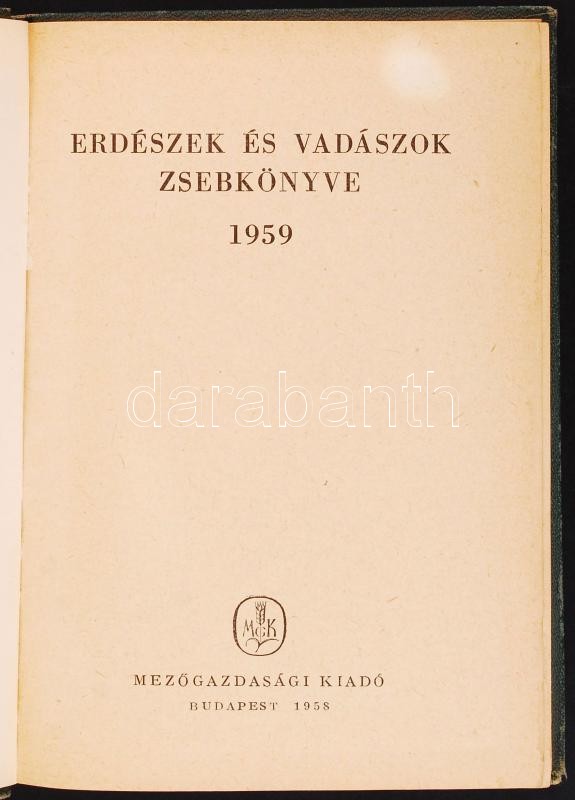 ERDÉSZEK ÉS VADÁSZOK
ZSEBKÖNYVE
1959
darabanth
MGK
MEZŐGAZDASÁGI KIADÓ
BUDAPEST 1958